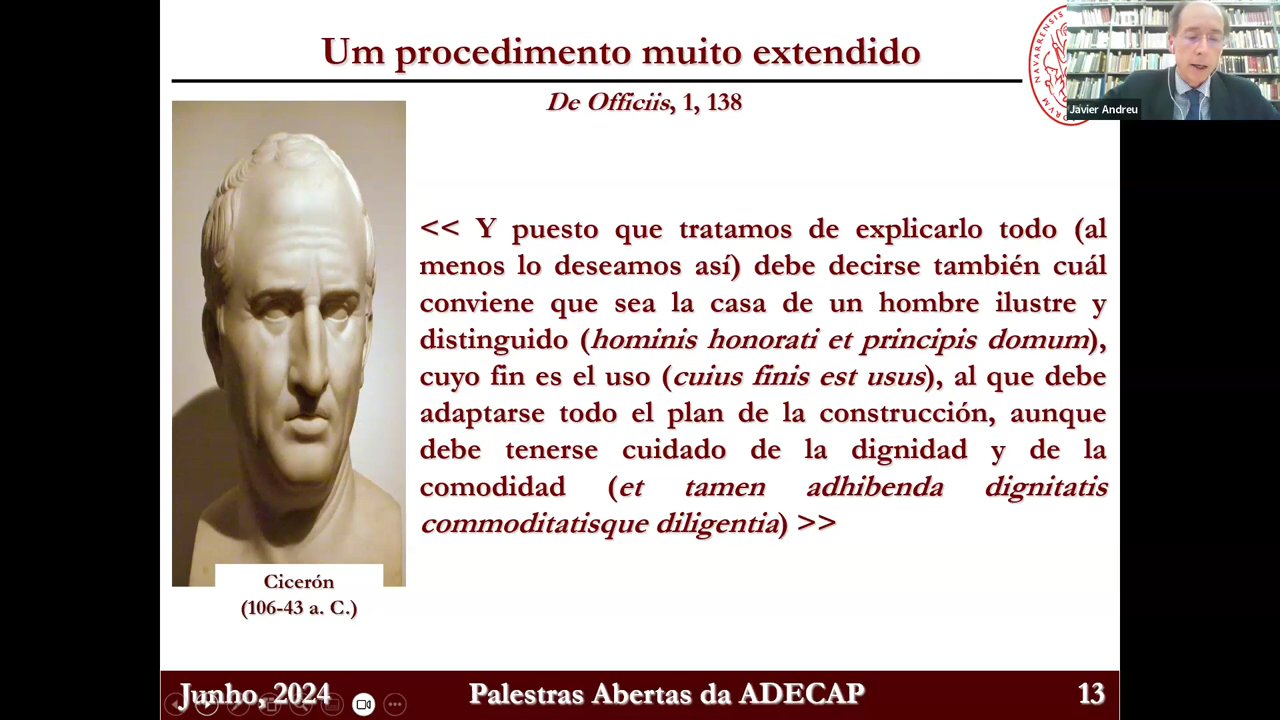 Um procedimento muito extendido
De Officiis, 1, 138
NAVARRENSIS
Javier Andreu
<< Y puesto que tratamos de explicarlo todo (al
menos lo deseamos así) debe decirse también cuál
conviene que sea la casa de un hombre ilustre y
distinguido (hominis honorati et principis domum),
cuyo fin es el uso (cuius finis est usus), al que debe
adaptarse todo el plan de la construcción, aunque
debe tenerse cuidado de la dignidad y de la
comodidad (et tamen adhibenda dignitatis
commoditatisque diligentia) >>
Cicerón
(106-43 a. C.)
Junho, 2024
Palestras Abertas da ADECAP
13